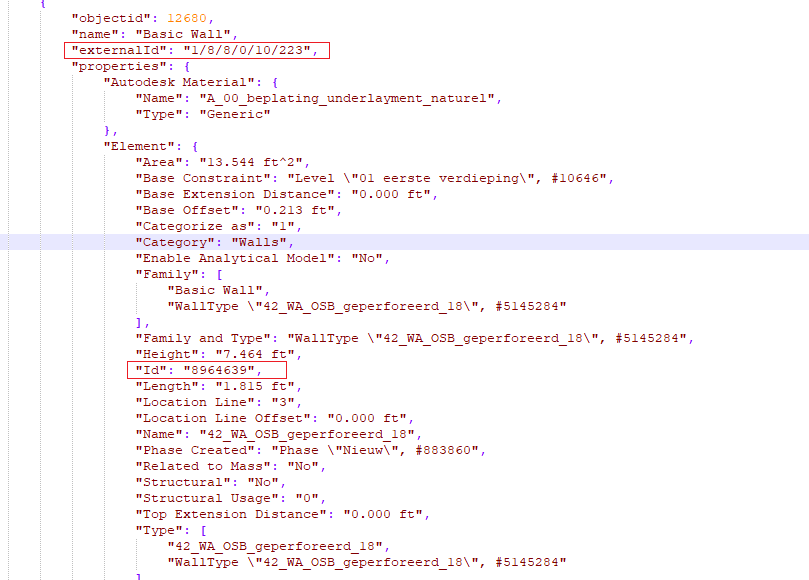 {
"objectid": 12680,
"name": "Basic Wall",
"externalId": "1/8/8/0/10/223",
"properties": {
"Autodesk Material": {
"Name": "A_00_beplating_underlayment_naturel",
"Type": "Generic"
},
"Element": {
"Area": "13.544 ft^2",
"Base Constraint": "Level \"01 eerste verdieping\", #10646",
"Base Extension Distance": "0.000 ft",
"Base Offset": "0.213 ft",
"Categorize as": "1",
"Category": "Walls",
"Enable Analytical Model": "No",
"Family": [
"Basic Wall",
"WallType \"42_WA_OSB_geperforeerd_18\", #5145284"
],
"Family and Type": "WallType \"42_WA_OSB_geperforeerd_18\", #5145284",
"Height": "7.464 ft",
"Id": "8964639",
"Length": "1.815 ft",
"Location Line": "3",
"Location Line Offset": "0.000 ft",
"Name": "42_WA_OSB_geperforeerd_18",
"Phase Created": "Phase \"Nieuw\", #883860",
"Related to Mass": "No",
"Structural": "No",
"Structural Usage": "0",
"Top Extension Distance": "0.000 ft",
"Type": [
"42_WA_OSB_geperforeerd_18",
"WallType \"42_WA_OSB_geperforeerd_18\", #5145284"
]